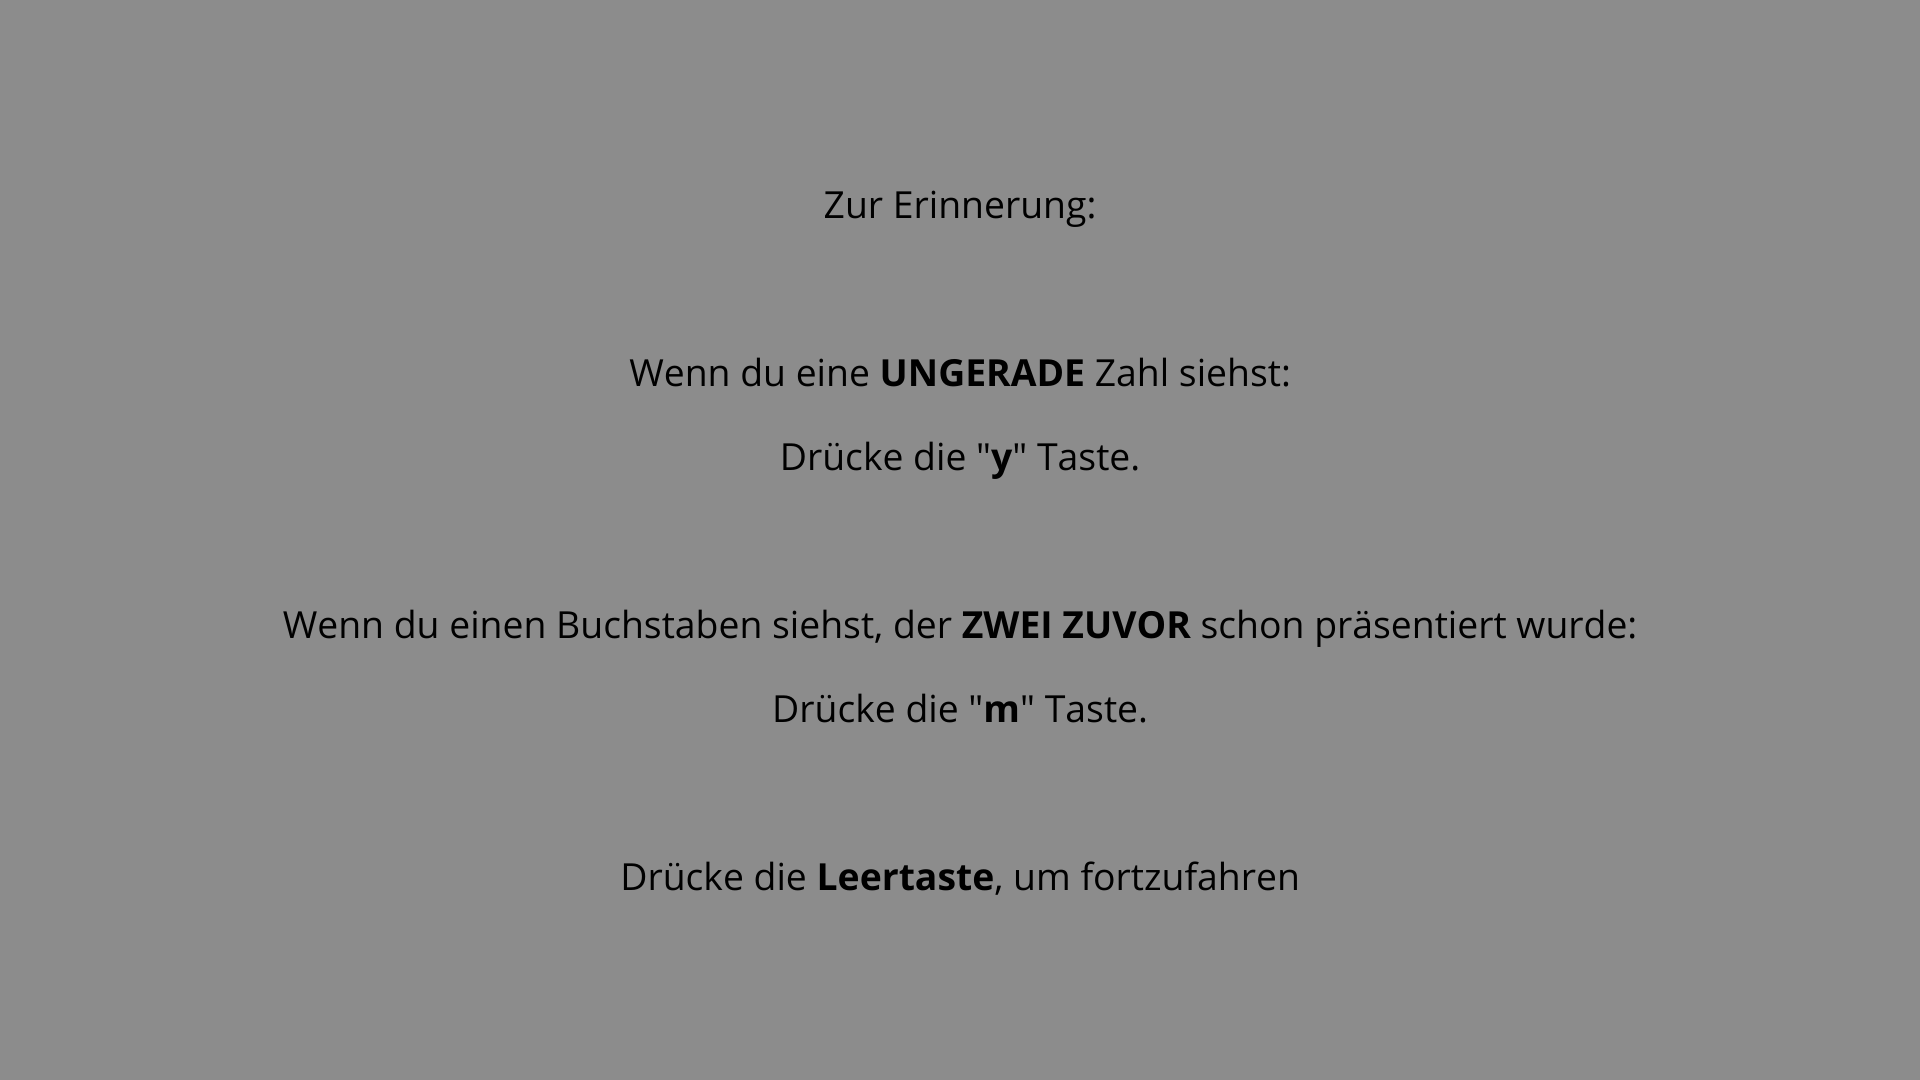 Zur Erinnerung:
Wenn du eine UNGERADE Zahl siehst:
Drücke die "y" Taste.
Wenn du einen Buchstaben siehst, der ZWEI ZUVOR schon präsentiert wurde:
Drücke die "m" Taste.
Drücke die Leertaste, um fortzufahren